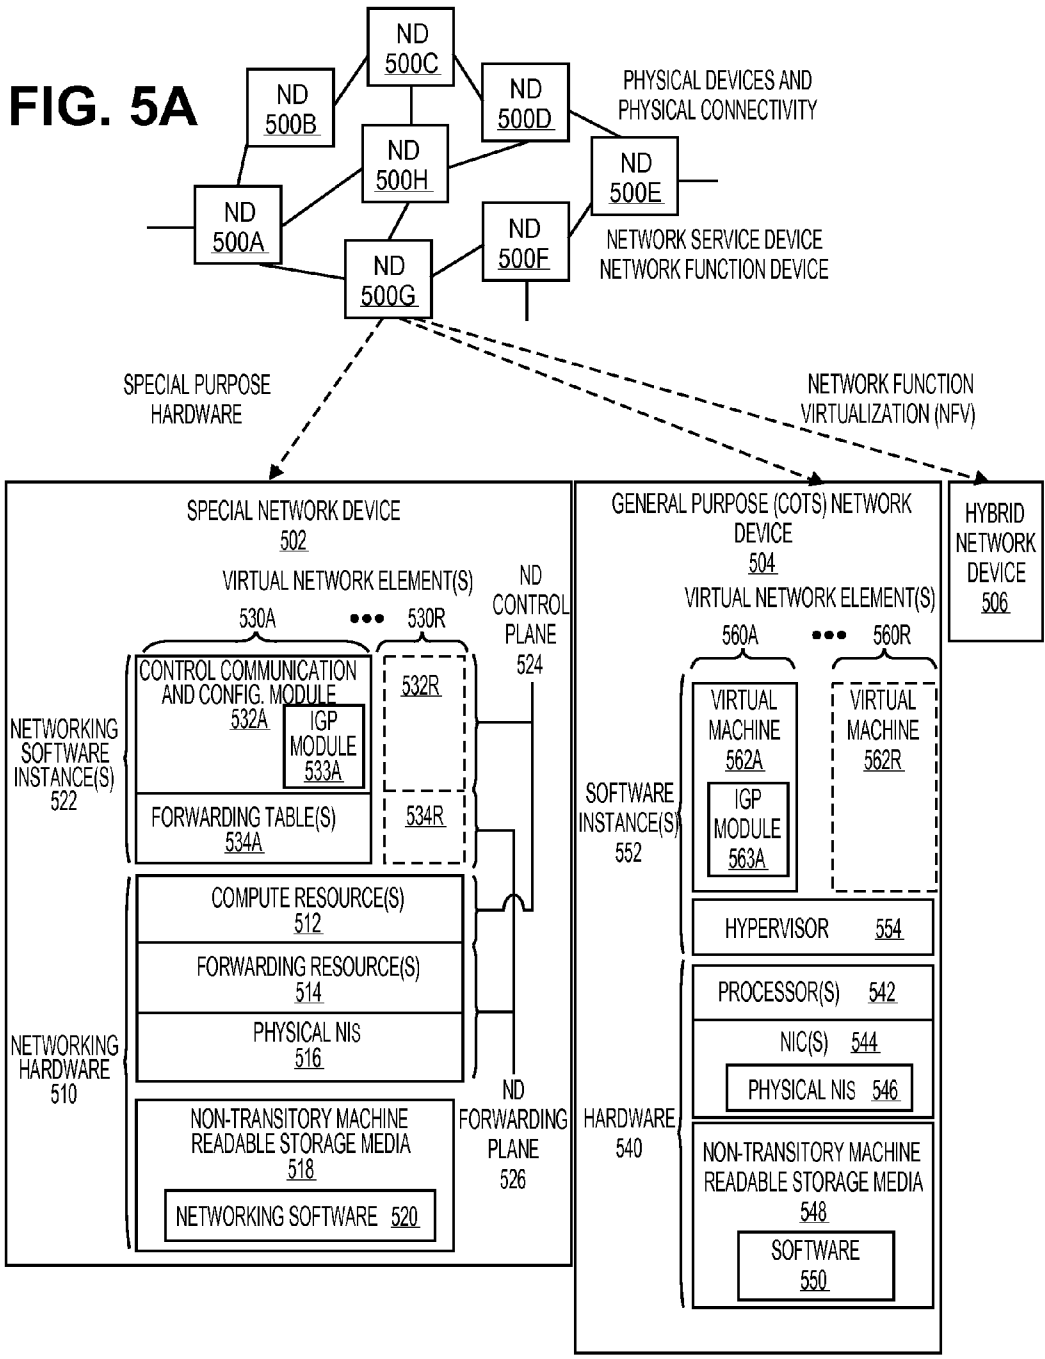 FIG. 5A
ND
500C
ND
500B
ND
500D
PHYSICAL DEVICES AND
PHYSICAL CONNECTIVITY
ND
500H
ND
500E
ND
500A
ND
500F
NETWORK SERVICE DEVICE
NETWORK FUNCTION DEVICE
ND
500G
SPECIAL PURPOSE
HARDWARE
NETWORK FUNCTION
VIRTUALIZATION (NFV)
SPECIAL NETWORK DEVICE
502
VIRTUAL NETWORK ELEMENT(S)
530A
530R
ND
CONTROL
PLANE
524
NETWORKING
SOFTWARE
INSTANCE(S)
522
CONTROL COMMUNICATION
AND CONFIG. MODULE
532A
IGP
MODULE
533A
532R
FORWARDING TABLE(S)
534A
534R
NETWORKING
HARDWARE
510
COMPUTE RESOURCE(S)
512
FORWARDING RESOURCE(S)
514
PHYSICAL NIS
516
ND
FORWARDING
PLANE
526
NON-TRANSITORY MACHINE
READABLE STORAGE MEDIA
518
NETWORKING SOFTWARE 520
GENERAL PURPOSE (COTS) NETWORK
DEVICE
504
VIRTUAL NETWORK ELEMENT(S)
560A
560R
SOFTWARE
INSTANCE(S)
552
VIRTUAL
MACHINE
562A
IGP
MODULE
563A
VIRTUAL
MACHINE
562R
HYPERVISOR 554
HARDWARE
540
PROCESSOR(S) 542
NIC(S) 544
PHYSICAL NIS 546
NON-TRANSITORY MACHINE
READABLE STORAGE MEDIA
548
SOFTWARE
550
HYBRID
NETWORK
DEVICE
506